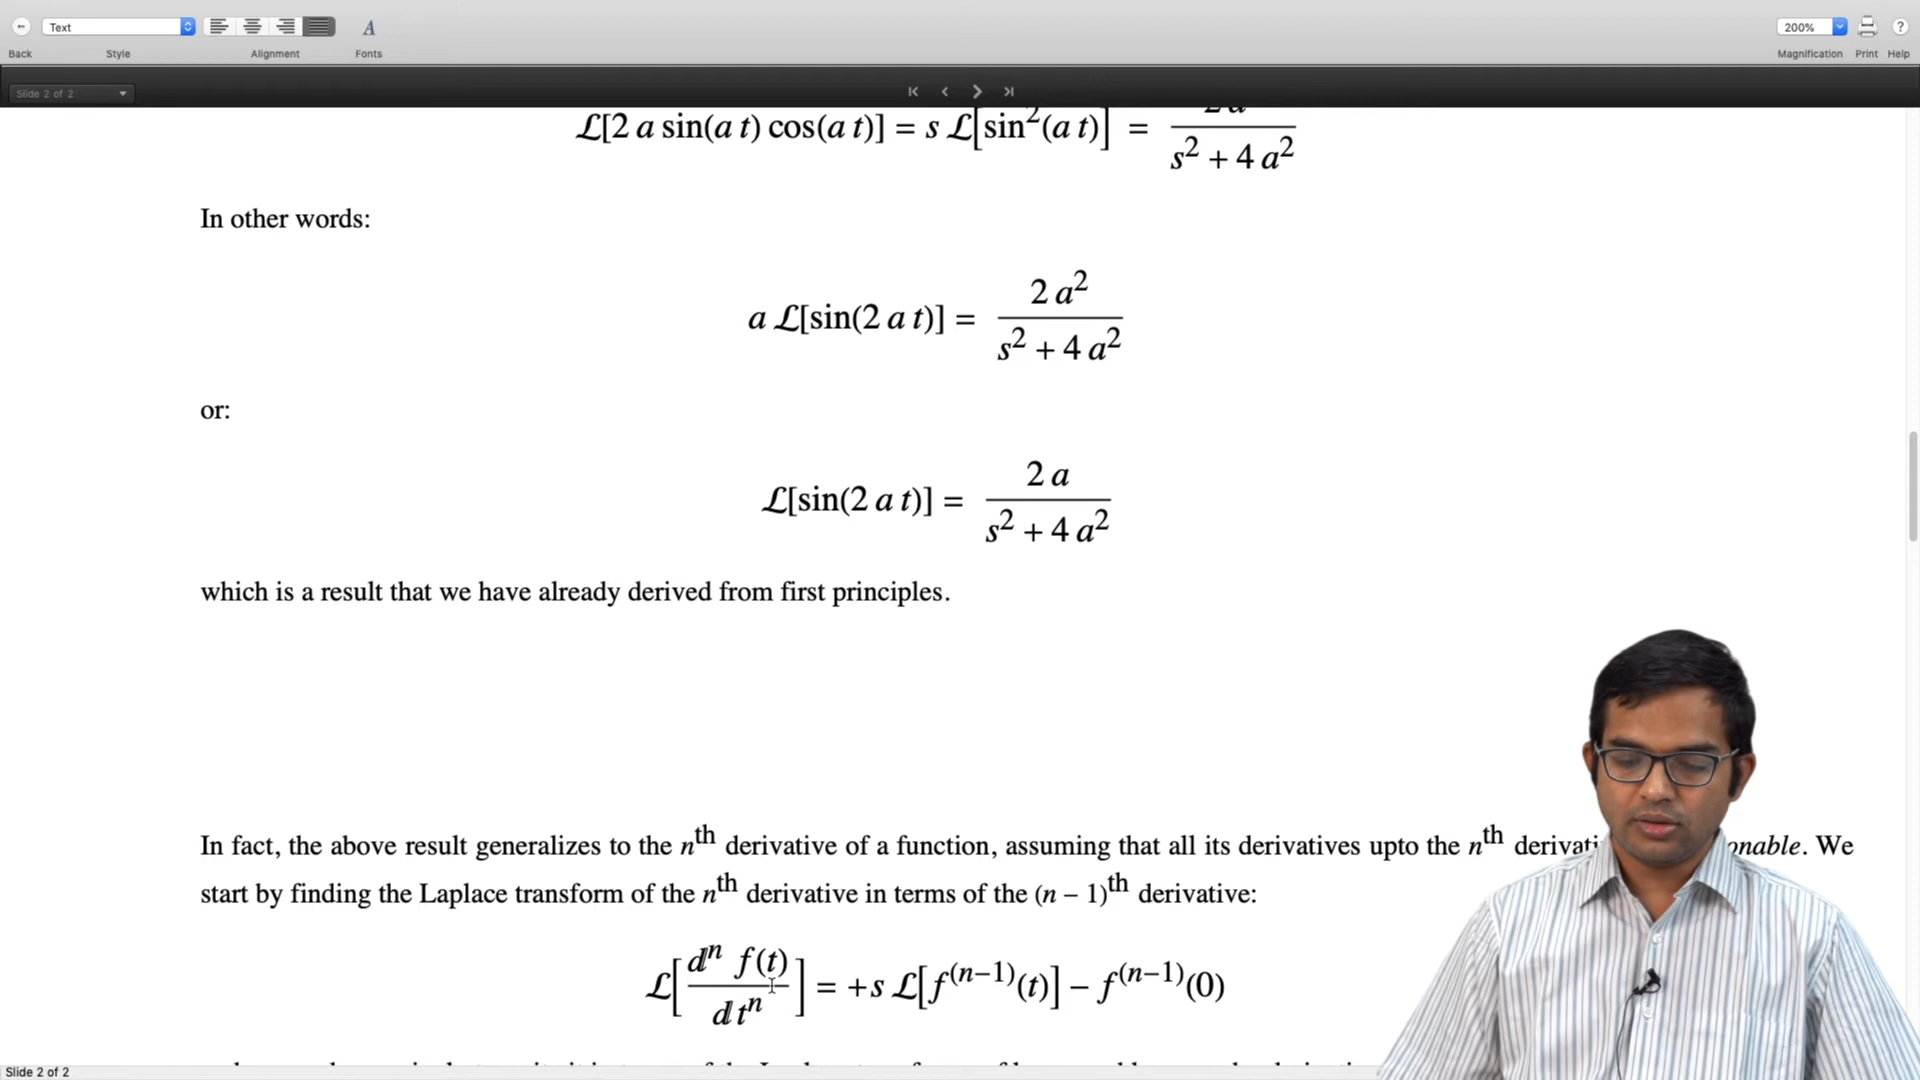 Text
200%
Back
Style
Alignment
Fonts
Magnification
Print
Help
Slide 2 of 2
ℒ[2 a sin(a t) cos(a t)] = s ℒ[sin²(a t)] = / (s² + 4 a²)
In other words:
a ℒ[sin(2 a t)] = 2 a² / (s² + 4 a²)
or:
ℒ[sin(2 a t)] = 2 a / (s² + 4 a²)
which is a result that we have already derived from first principles.
In fact, the above result generalizes to the nth derivative of a function, assuming that all its derivatives upto the nth We
start by finding the Laplace transform of the nth derivative in terms of the (n − 1)th derivative:
ℒ[dⁿ f(t) / d tⁿ] = +s ℒ[f⁽ⁿ⁻¹⁾(t)] − f⁽ⁿ⁻¹⁾(0)
Slide 2 of 2